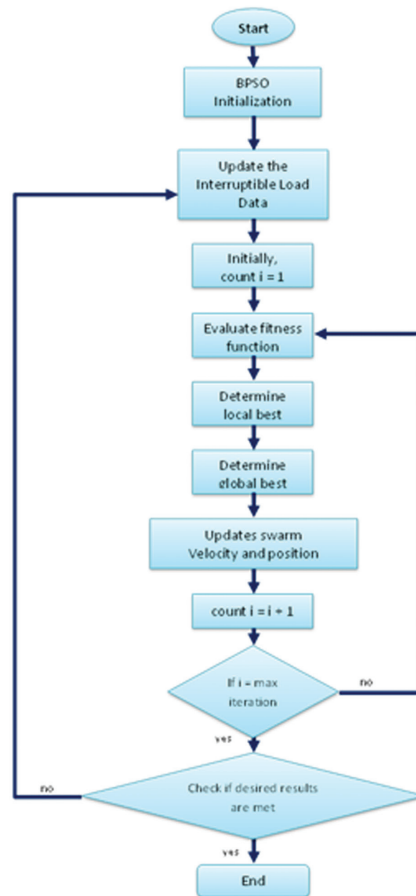 Start
BPSO
Initialization
Update the
Interruptible Load
Data
Initially,
count i = 1
Evaluate fitness
function
Determine
local best
Determine
global best
Updates swarm
Velocity and position
count i = i + 1
If i = max
iteration
no
yes
Check if desired results
are met
no
yes
End